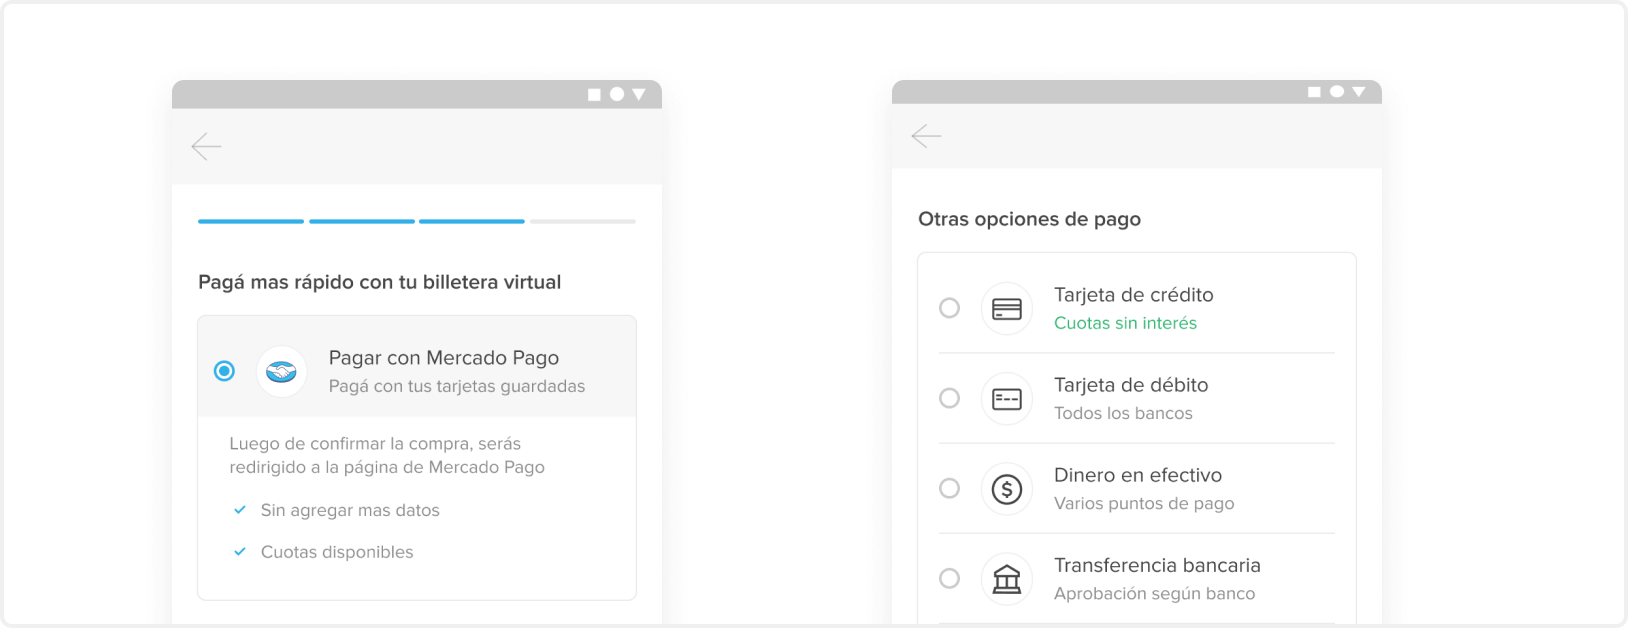 Pagá mas rápido con tu billetera virtual
Pagar con Mercado Pago
Pagá con tus tarjetas guardadas
Luego de confirmar la compra, serás
redirigido a la página de Mercado Pago
Sin agregar mas datos
Cuotas disponibles
Otras opciones de pago
Tarjeta de crédito
Cuotas sin interés
Tarjeta de débito
Todos los bancos
Dinero en efectivo
Varios puntos de pago
Transferencia bancaria
Aprobación según banco